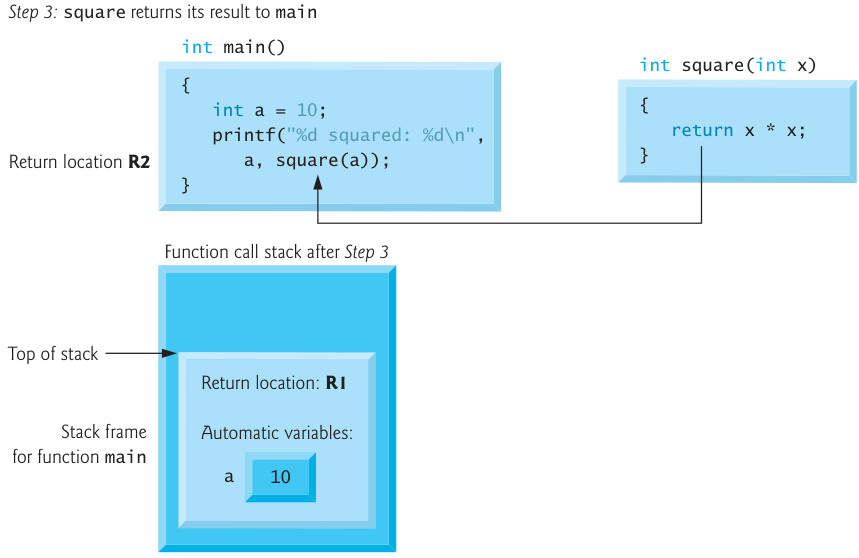 Step 3: square returns its result to main
int main()
{
int a = 10;
printf("%d squared: %d\n",
a, square(a));
}
Return location R2
int square(int x)
{
return x * x;
}
Function call stack after Step 3
Top of stack
Return location: R1
Stack frame
for function main
Automatic variables:
a 10